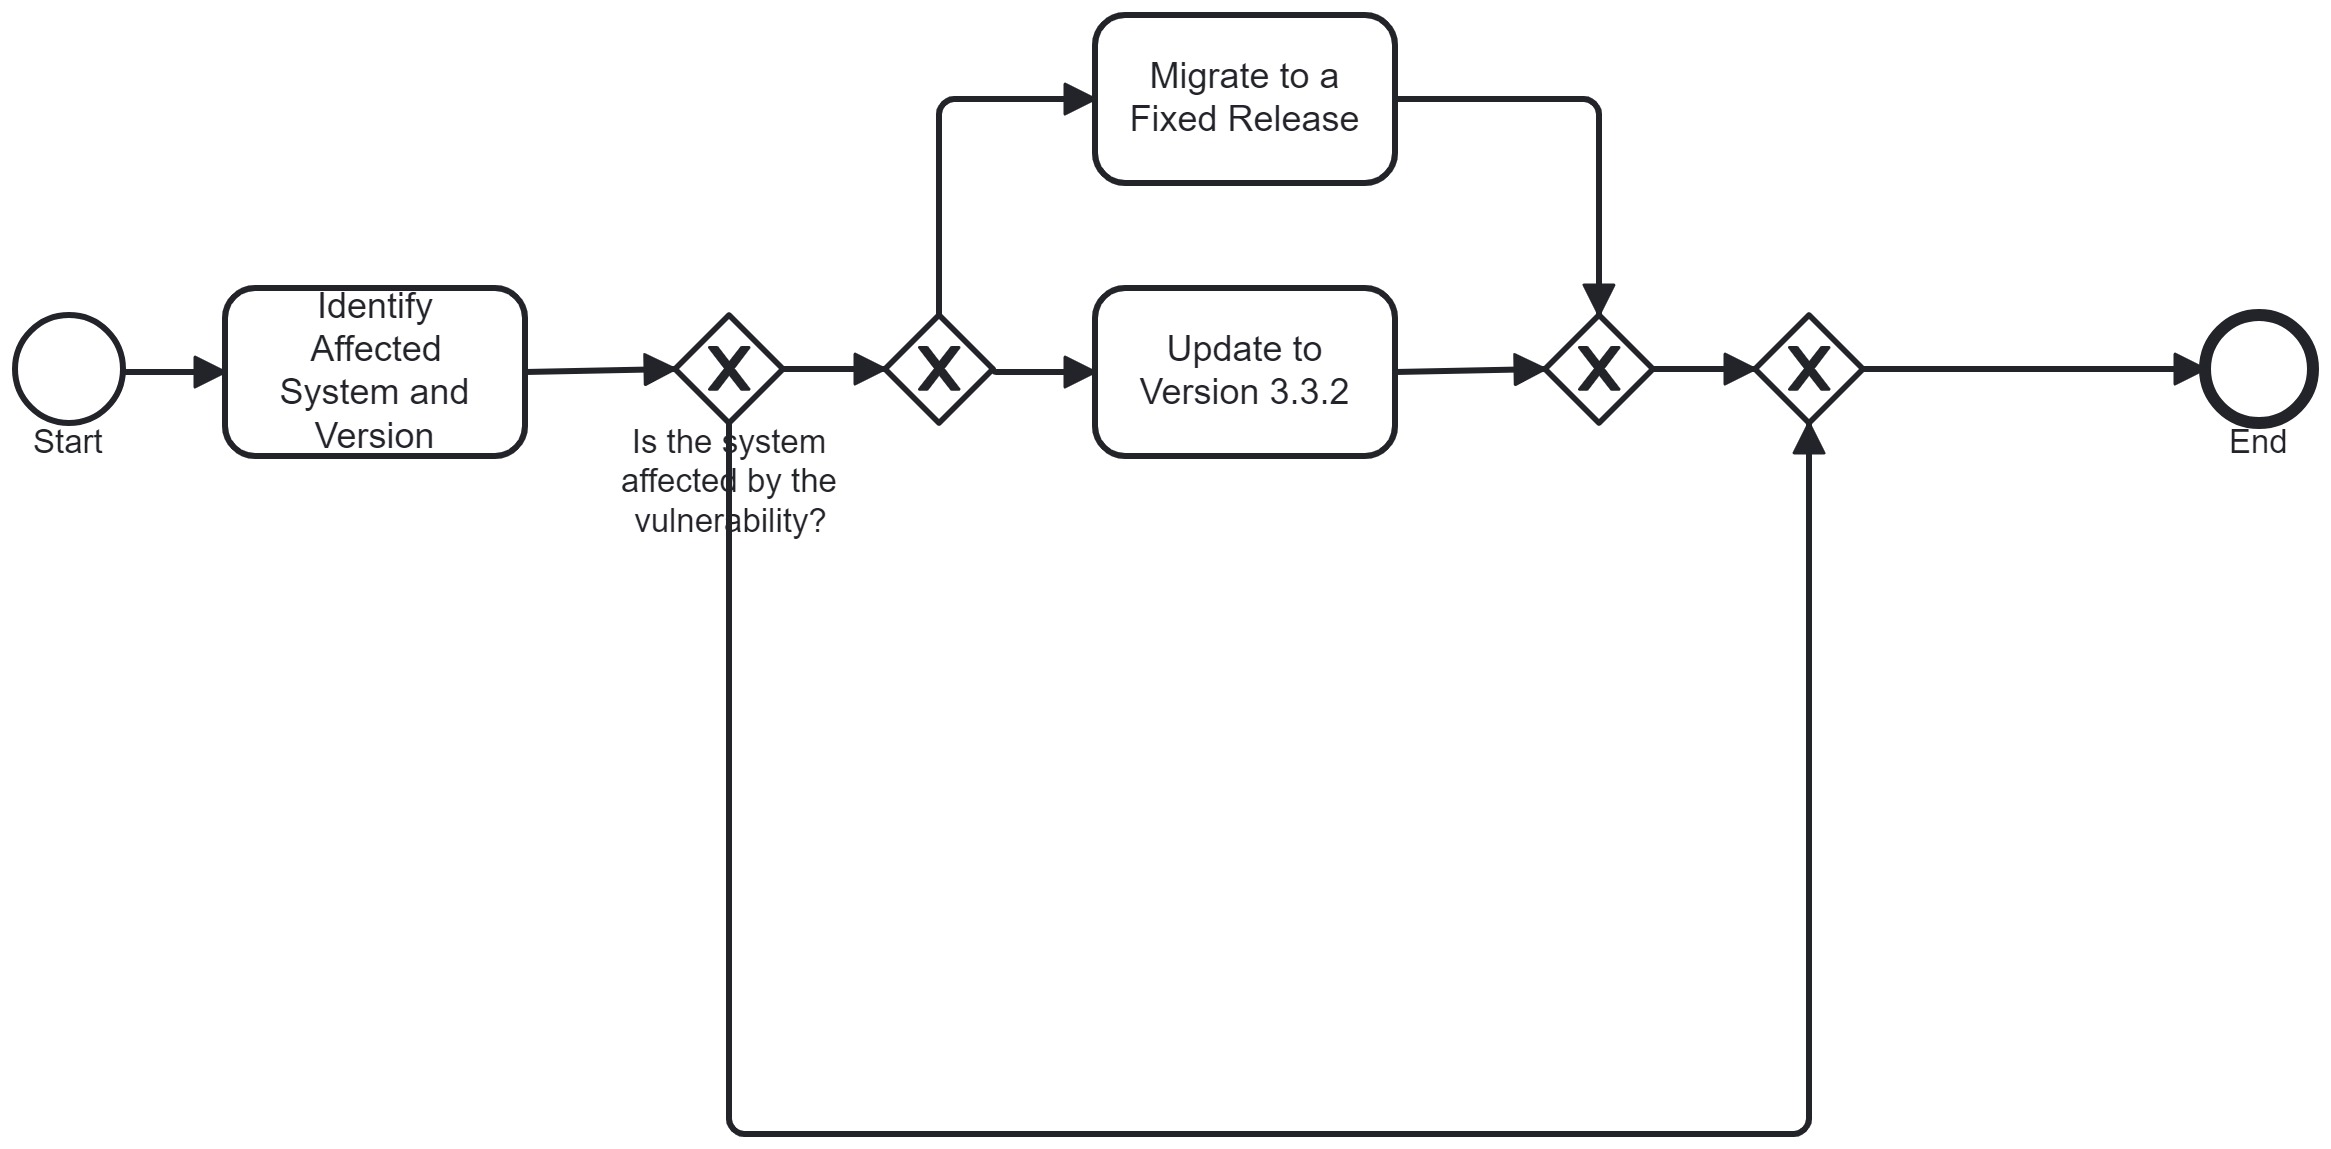 Migrate to a
Fixed Release
Identify
Affected
System and
Version
Update to
Version 3.3.2
X
X
X
X
Start
Is the system
affected by the
vulnerability?
End